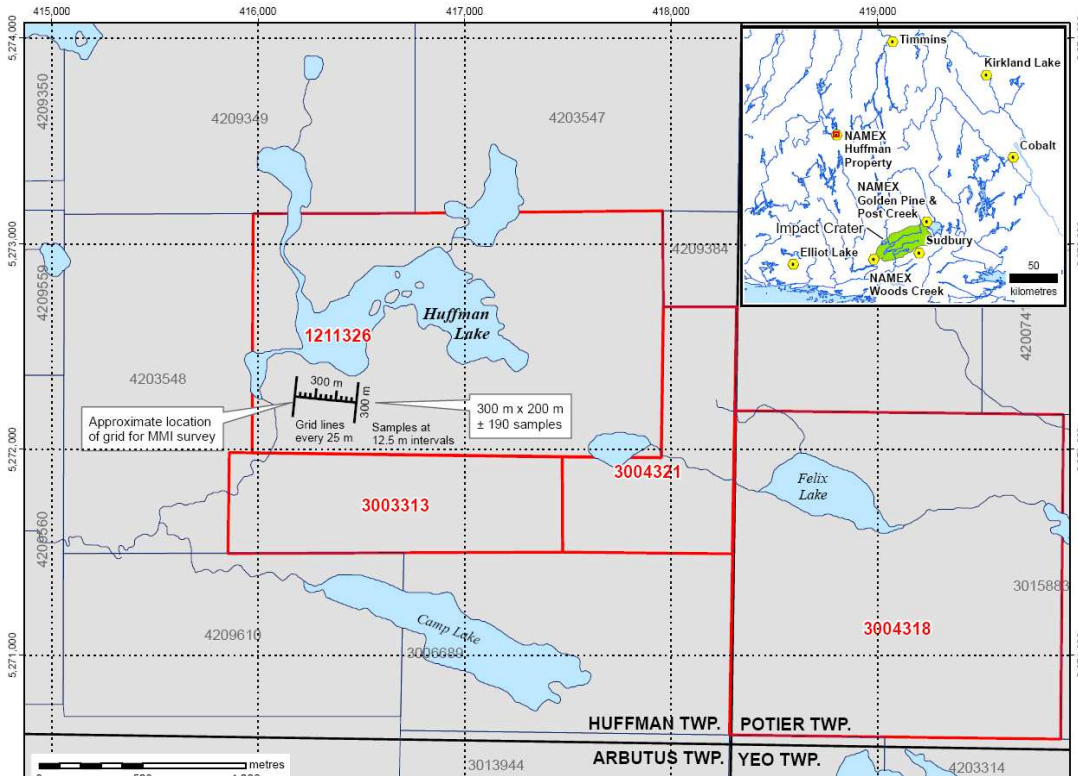 415,000
416,000
417,000
418,000
419,000
5,274,000
5,273,000
5,272,000
5,271,000
4209350
4209349
4203547
4209384
4209559
4203548
4209560
4209610
3006689
3013944
4203314
3015883
Timmins
Kirkland Lake
NAMEX
Huffman
Property
Cobalt
NAMEX
Golden Pine &
Post Creek
Impact Crater
Sudbury
Elliot Lake
NAMEX
Woods Creek
50
kilometres
Huffman
Lake
1211326
300 m
300 m
Approximate location
of grid for MMI survey
Grid lines
every 25 m
Samples at
12.5 m intervals
300 m x 200 m
± 190 samples
3004321
3003313
Felix
Lake
3004318
Camp Lake
HUFFMAN TWP.
POTIER TWP.
ARBUTUS TWP.
YEO TWP.
metres